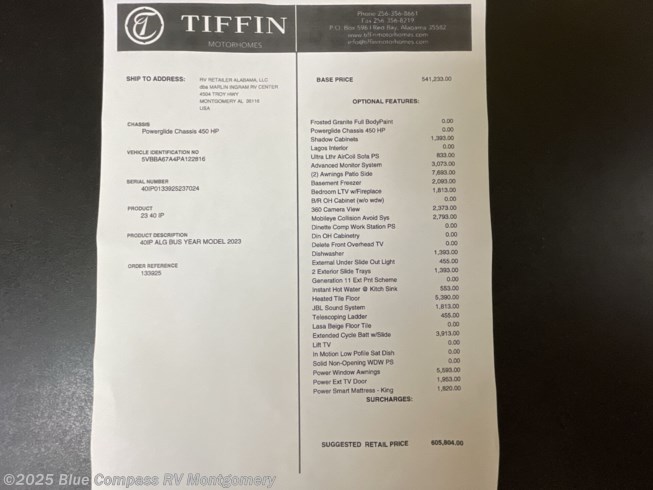 TIFFIN
MOTORHOMES
Phone 256-356-8661
Fax 256-356-8219
P.O. Box 596 | Red Bay, Alabama 35582
www.tiffinmotorhomes.com
info@tiffinmotorhomes.com
SHIP TO ADDRESS:
RV RETAILER ALABAMA, LLC
dba MARLIN INGRAM RV CENTER
4594 TROY HWY
MONTGOMERY AL 36116
USA
CHASSIS
Powerglide Chassis 450 HP
VEHICLE IDENTIFICATION NO
5VBBA67A4PA122816
SERIAL NUMBER
40IP0133925237024
PRODUCT
23 40 IP
PRODUCT DESCRIPTION
40IP ALG BUS YEAR MODEL 2023
ORDER REFERENCE
133925
BASE PRICE 541,233.00
OPTIONAL FEATURES:
Frosted Granite Full BodyPaint 0.00
Powerglide Chassis 450 HP 0.00
Shadow Cabinets 1,393.00
Lagos Interior 0.00
Ultra Lthr AirCoil Sofa PS 833.00
Advanced Monitor System 3,073.00
(2) Awnings Patio Side 7,693.00
Basement Freezer 2,093.00
Bedroom LTV w/Fireplace 1,813.00
B/R OH Cabinet (w/o wdw) 0.00
360 Camera View 2,373.00
Mobileye Collision Avoid Sys 2,793.00
Dinette Comp Work Station PS 0.00
Din OH Cabinetry 0.00
Delete Front Overhead TV 0.00
Dishwasher 1,393.00
External Under Slide Out Light 455.00
2 Exterior Slide Trays 1,393.00
Generation 11 Ext Pnt Scheme 0.00
Instant Hot Water @ Kitch Sink 553.00
Heated Tile Floor 5,390.00
JBL Sound System 1,813.00
Telescoping Ladder 455.00
Lasa Beige Floor Tile 0.00
Extended Cycle Batt w/Slide 3,913.00
Lift TV 0.00
In Motion Low Pofile Sat Dish 0.00
Solid Non-Opening WDW PS 0.00
Power Window Awnings 5,593.00
Power Ext TV Door 1,953.00
Power Smart Mattress - King 1,820.00
SURCHARGES:
SUGGESTED RETAIL PRICE 605,804.00
©2025 Blue Compass RV Montgomery